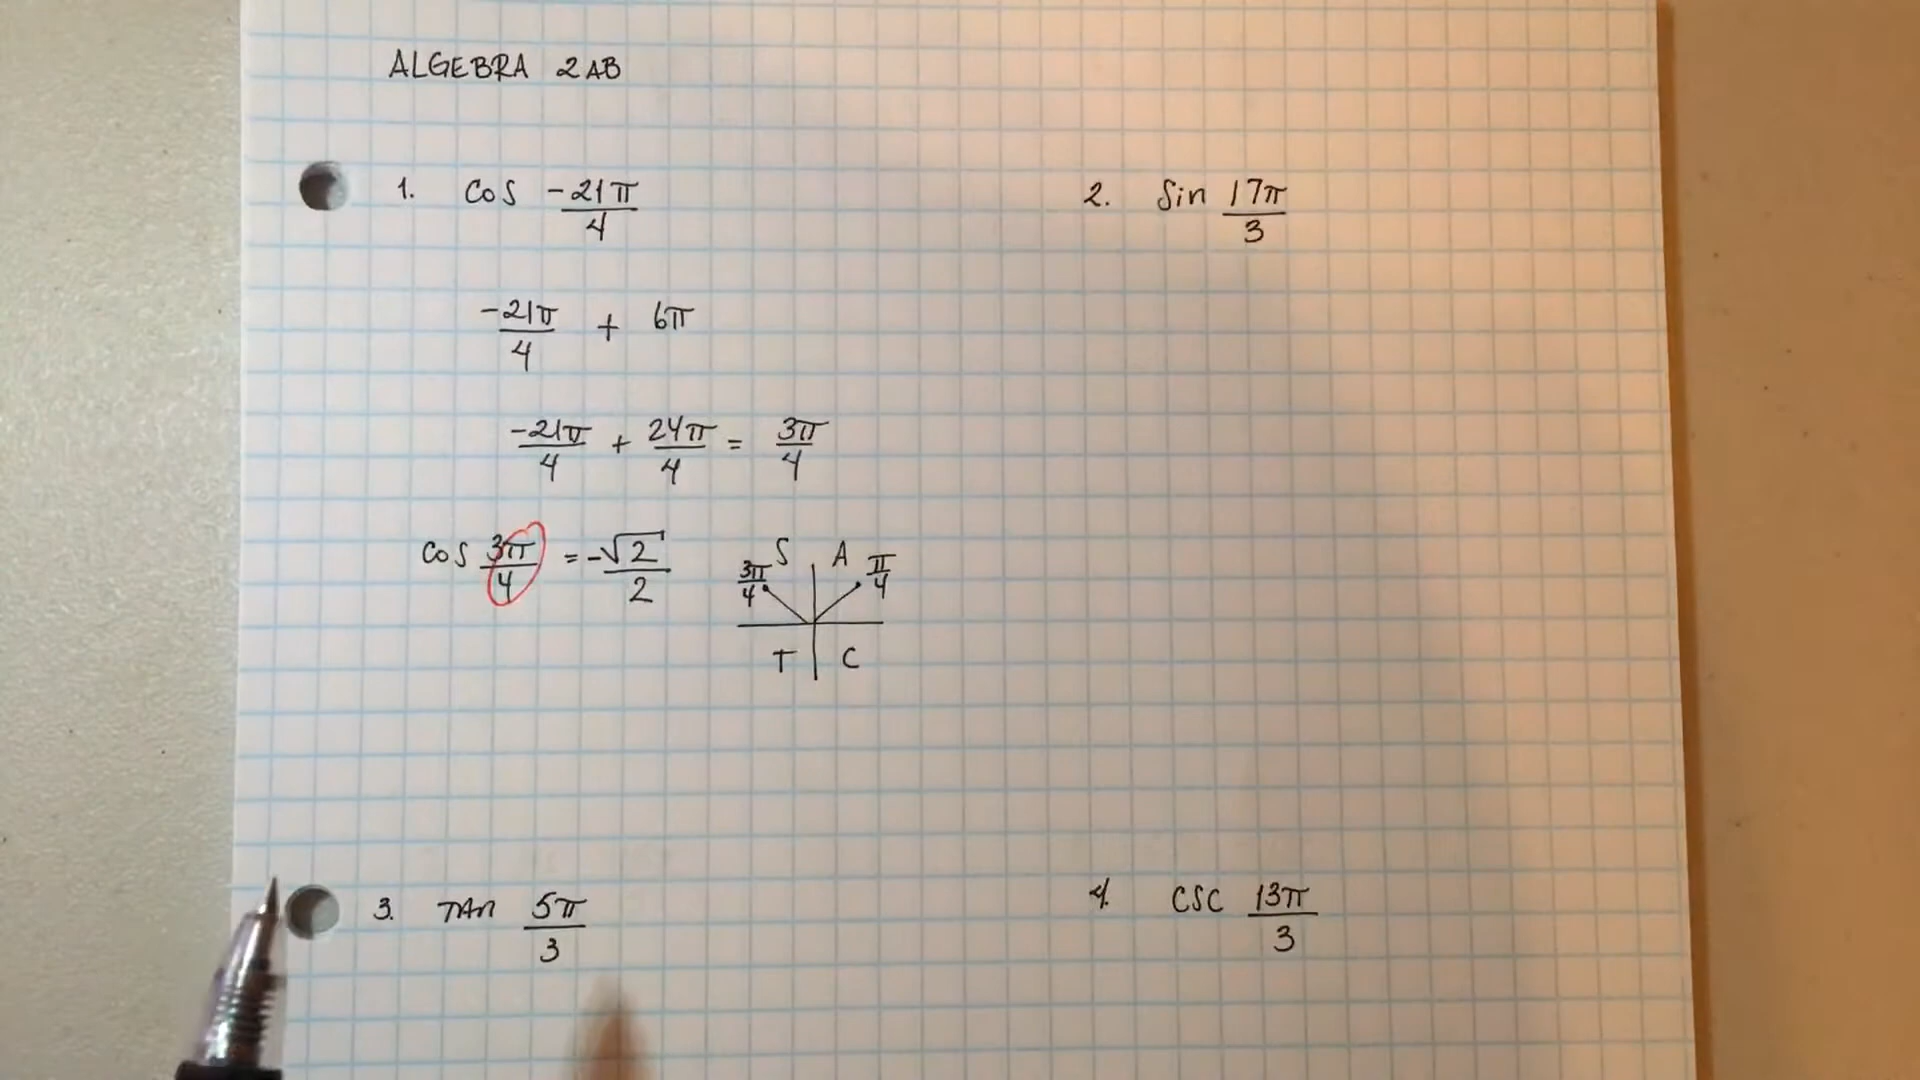 ALGEBRA 2AB
1. cos -21π/4
2. sin 17π/3
-21π/4 + 6π
-21π/4 + 24π/4 = 3π/4
cos 3π/4 = -√2/2
S A
3π/4 π/4
T C
3. TAN 5π/3
4. CSC 13π/3